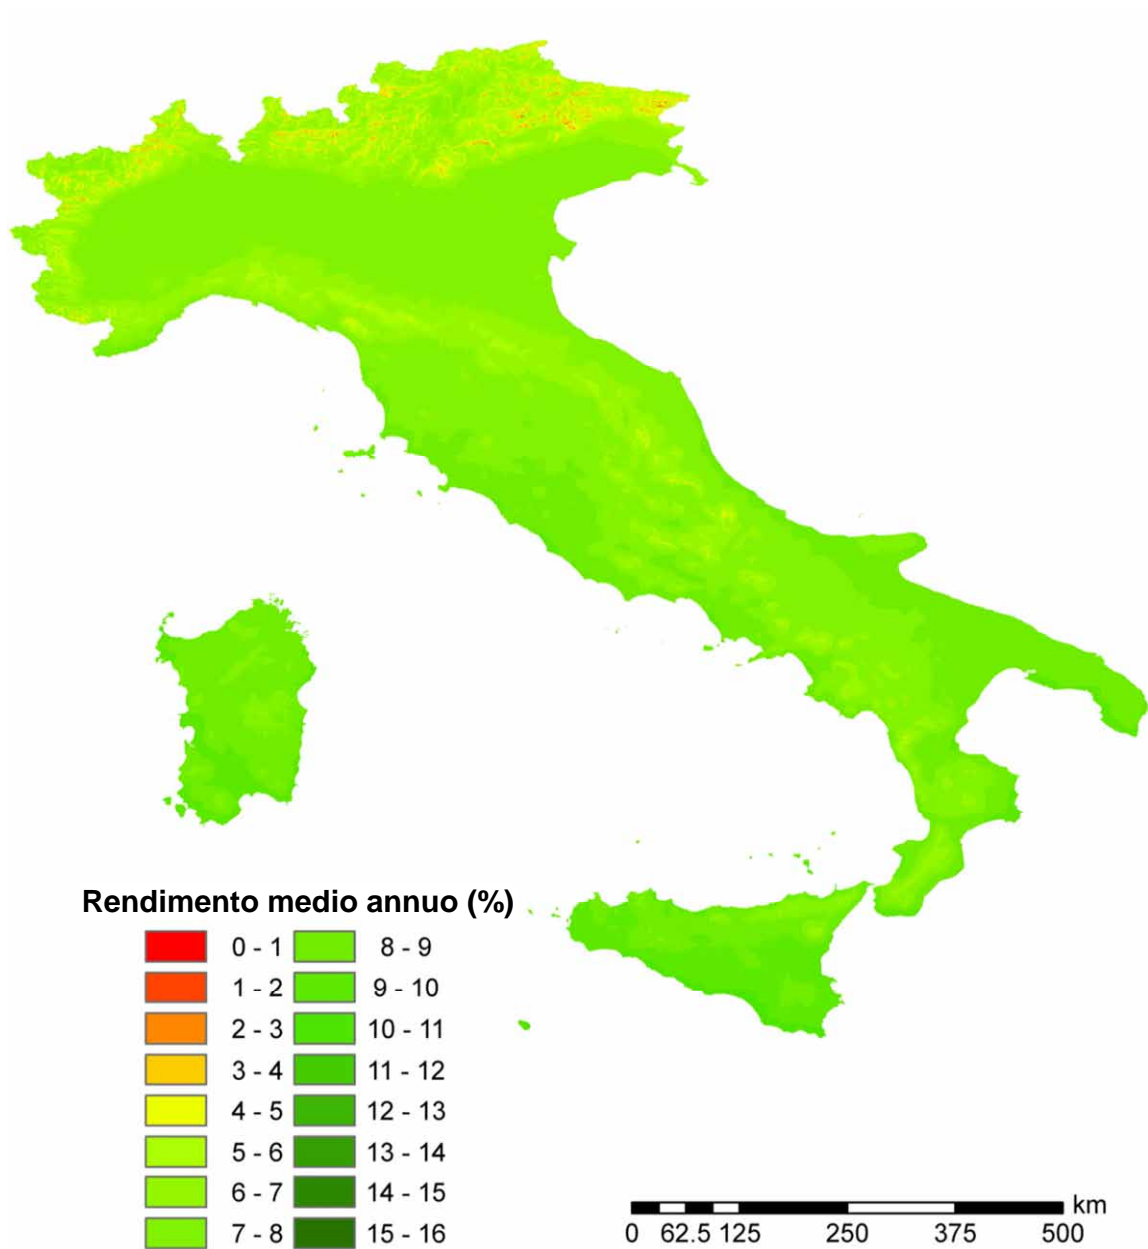 Rendimento medio annuo (%)
0 - 1 8 - 9
1 - 2 9 - 10
2 - 3 10 - 11
3 - 4 11 - 12
4 - 5 12 - 13
5 - 6 13 - 14
6 - 7 14 - 15
7 - 8 15 - 16
km
0 62.5 125 250 375 500